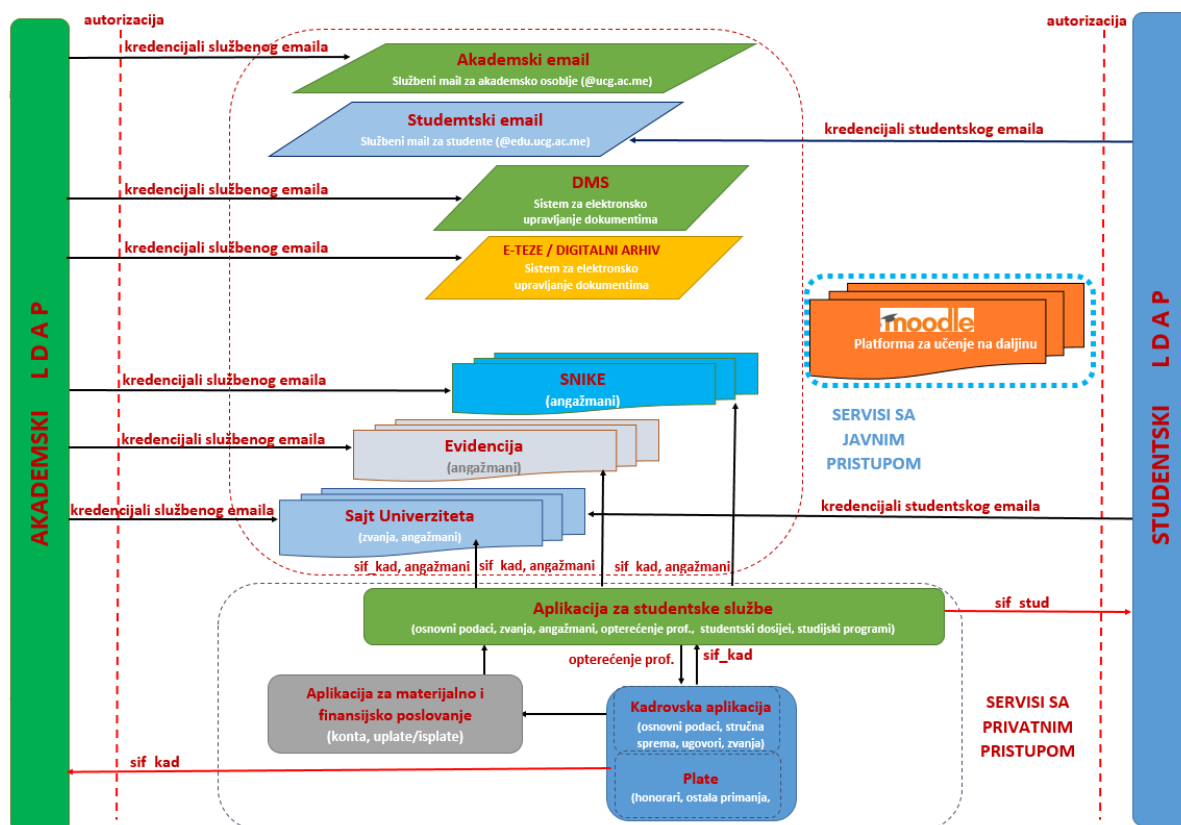 autorizacija
autorizacija
AKADEMSKI LDAP
STUDENTSKI LDAP
kredencijali službenog emaila
Akademski email
Službeni mail za akademsko osoblje (@ucg.ac.me)
Studemtski email
Službeni mail za studente (@edu.ucg.ac.me)
kredencijali studentskog emaila
kredencijali službenog emaila
DMS
Sistem za elektronsko
upravljanje dokumentima
kredencijali službenog emaila
E-TEZE / DIGITALNI ARHIV
Sistem za elektronsko
upravljanje dokumentima
moodle
Platforma za učenje na daljinu
kredencijali službenog emaila
SNIKE
(angažmani)
SERVISI SA
JAVNIM
PRISTUPOM
kredencijali službenog emaila
Evidencija
(angažmani)
kredencijali službenog emaila
Sajt Univerziteta
(zvanja, angažmani)
kredencijali studentskog emaila
sif_kad, angažmani
sif_kad, angažmani
sif_kad, angažmani
Aplikacija za studentske službe
(osnovni podaci, zvanja, angažmani, opterećenje prof., studentski dosijei, studijski programi)
sif_stud
opterećenje prof.
sif_kad
Aplikacija za materijalno i
finansijsko poslovanje
(konta, uplate/isplate)
Kadrovska aplikacija
(osnovni podaci, stručna
sprema, ugovori, zvanja)
SERVISI SA
PRIVATNIM
PRISTUPOM
sif_kad
Plate
(honorari, ostala primanja,